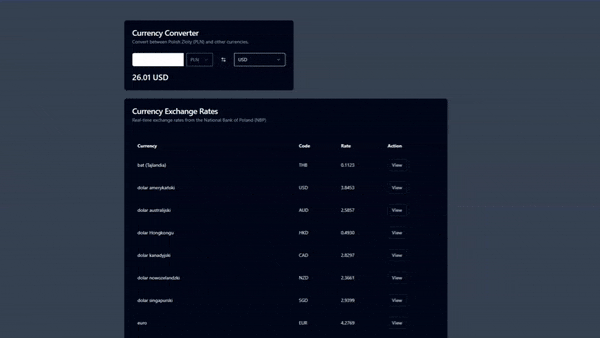 Currency Converter
Convert between Polish Zloty (PLN) and other currencies.
PLN USD
26.01 USD
Currency Exchange Rates
Real-time exchange rates from the National Bank of Poland (NBP)
Currency Code Rate Action
bat (Tajlandia) THB 0.1123 View
dolar amerykański USD 3.8453 View
dolar australijski AUD 2.5857 View
dolar Hongkongu HKD 0.4930 View
dolar kanadyjski CAD 2.8297 View
dolar nowozelandzki NZD 2.3661 View
dolar singapurski SGD 2.9399 View
euro EUR 4.2769 View